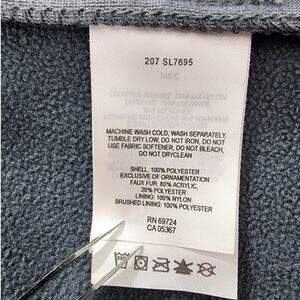 207 SL7695
MACHINE WASH COLD, WASH SEPARATELY,
TUMBLE DRY LOW, DO NOT IRON, DO NOT
USE FABRIC SOFTENER, DO NOT BLEACH,
DO NOT DRYCLEAN
SHELL: 100% POLYESTER
EXCLUSIVE OF ORNAMENTATION
FAUX FUR: 80% ACRYLIC,
20% POLYESTER
LINING: 100% NYLON
BRUSHED LINING: 100% POLYESTER
RN 69724
CA 05367